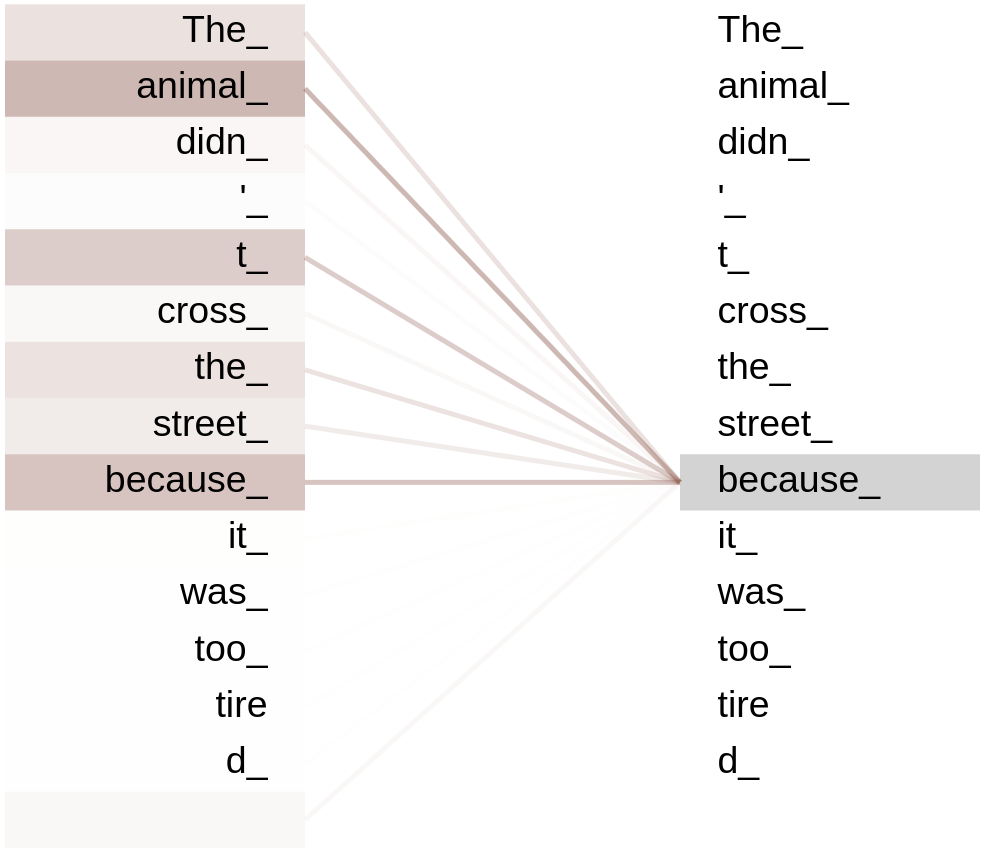 The_ The_
animal_ animal_
didn_ didn_
'_ '_
t_ t_
cross_ cross_
the_ the_
street_ street_
because_ because_
it_ it_
was_ was_
too_ too_
tire tire
d_ d_